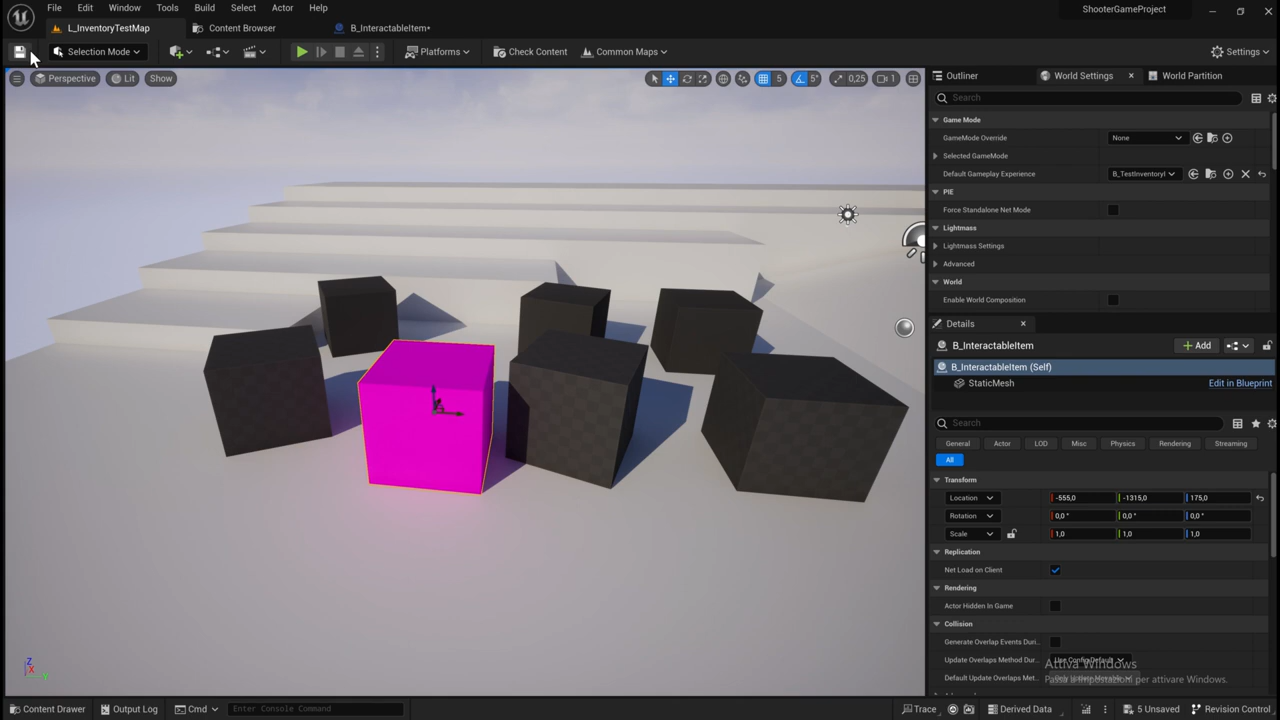 File Edit Window Tools Build Select Actor Help
ShooterGameProject
L_InventoryTestMap Content Browser B_InteractableItem*
Selection Mode Platforms Check Content Common Maps Settings
Perspective Lit Show 5 5° 0,25 1
Outliner World Settings World Partition
Search
Game Mode
GameMode Override None
Selected GameMode
Default Gameplay Experience B_TestInventoryI
PIE
Force Standalone Net Mode
Lightmass
Lightmass Settings
Advanced
World
Enable World Composition
Details
B_InteractableItem Add
B_InteractableItem (Self)
StaticMesh Edit in Blueprint
Search
General Actor LOD Misc Physics Rendering Streaming
All
Transform
Location -555,0 -1315,0 175,0
Rotation 0,0 ° 0,0 ° 0,0 °
Scale 1,0 1,0 1,0
Replication
Net Load on Client
Rendering
Actor Hidden In Game
Collision
Generate Overlap Events Duri..
Update Overlaps Method Dur.. Use Config Default
Attiva Windows
Default Update Overlaps Met..
Passa a Impostazioni per attivare Windows.
Z
X
Y
Content Drawer Output Log Cmd Enter Console Command Trace Derived Data 5 Unsaved Revision Control